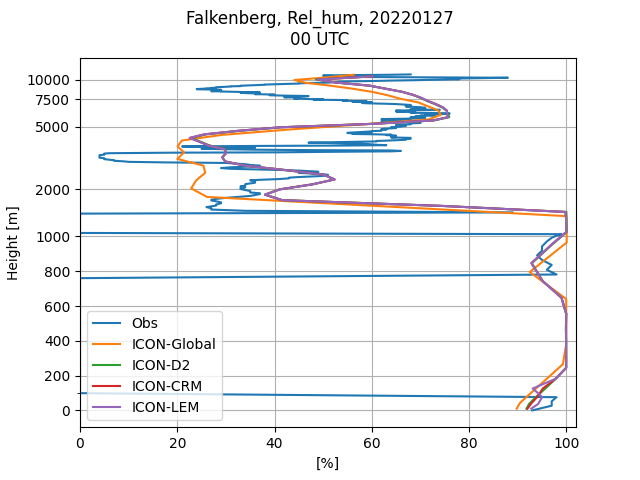 Falkenberg, Rel_hum, 20220127
00 UTC
10000
7500
5000
2000
1000
800
600
400
200
0
Height [m]
Obs
ICON-Global
ICON-D2
ICON-CRM
ICON-LEM
0 20 40 60 80 100
[%]